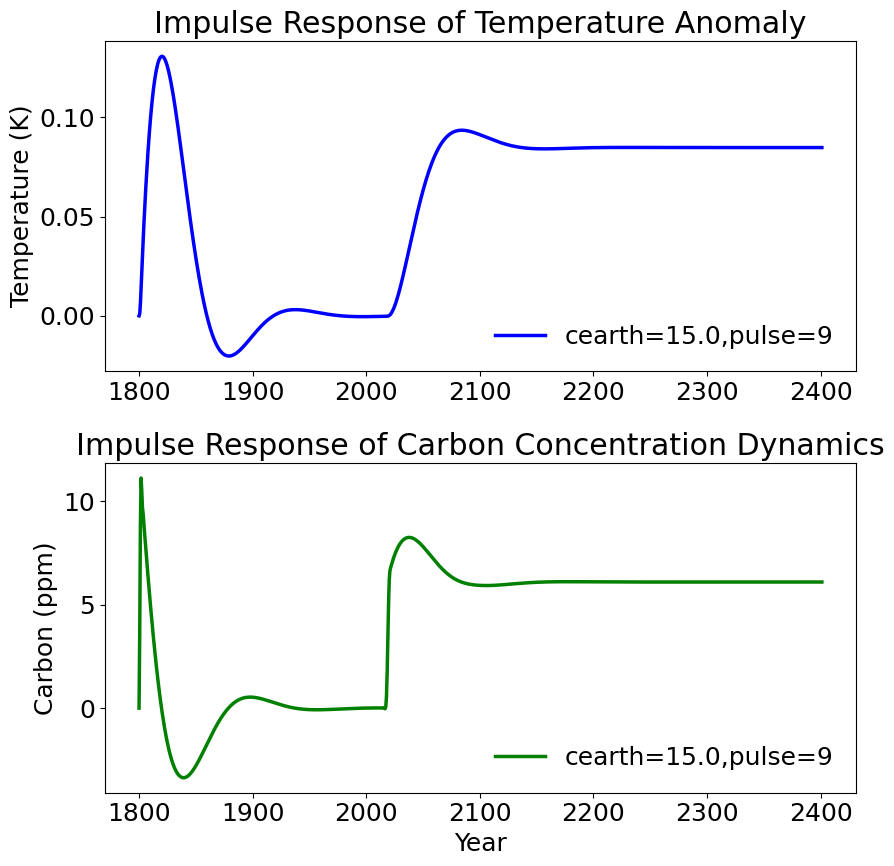 Impulse Response of Temperature Anomaly
Temperature (K)
0.10
0.05
0.00
cearth=15.0,pulse=9
1800 1900 2000 2100 2200 2300 2400
Impulse Response of Carbon Concentration Dynamics
Carbon (ppm)
10
5
0
cearth=15.0,pulse=9
1800 1900 2000 2100 2200 2300 2400
Year